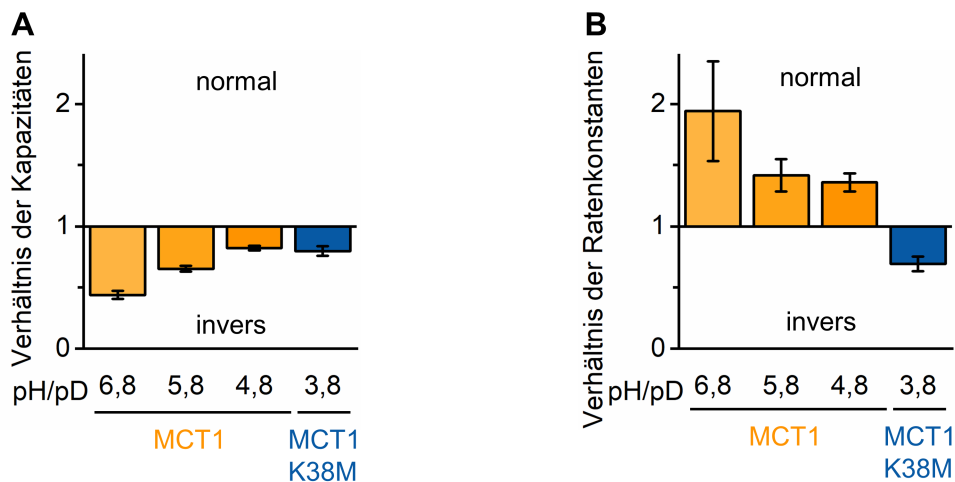 A
Verhältnis der Kapazitäten
2
1
0
normal
invers
pH/pD 6,8 5,8 4,8 3,8
MCT1 MCT1
K38M
B
Verhältnis der Ratenkonstanten
2
1
0
normal
invers
pH/pD 6,8 5,8 4,8 3,8
MCT1 MCT1
K38M